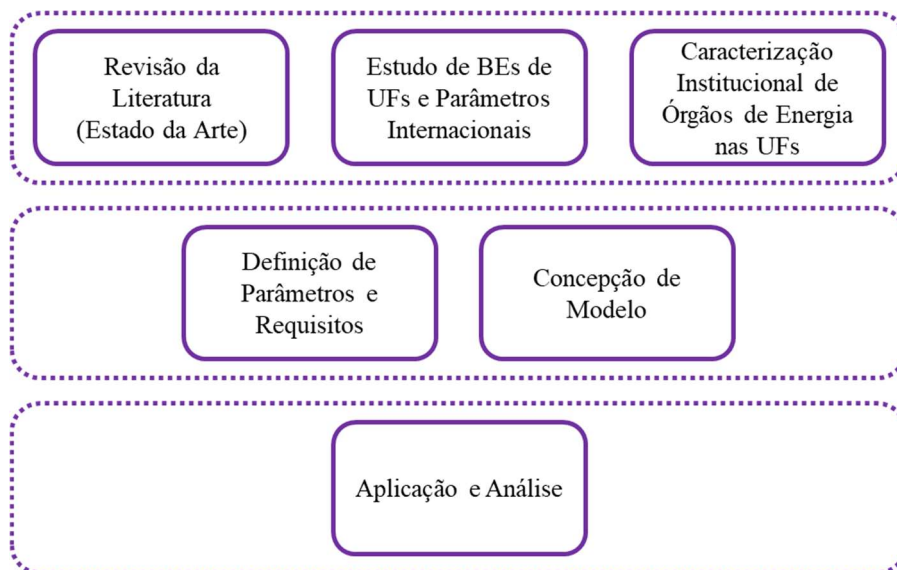 Revisão da
Literatura
(Estado da Arte)
Estudo de BEs de
UFs e Parâmetros
Internacionais
Caracterização
Institucional de
Órgãos de Energia
nas UFs
Definição de
Parâmetros e
Requisitos
Concepção de
Modelo
Aplicação e Análise